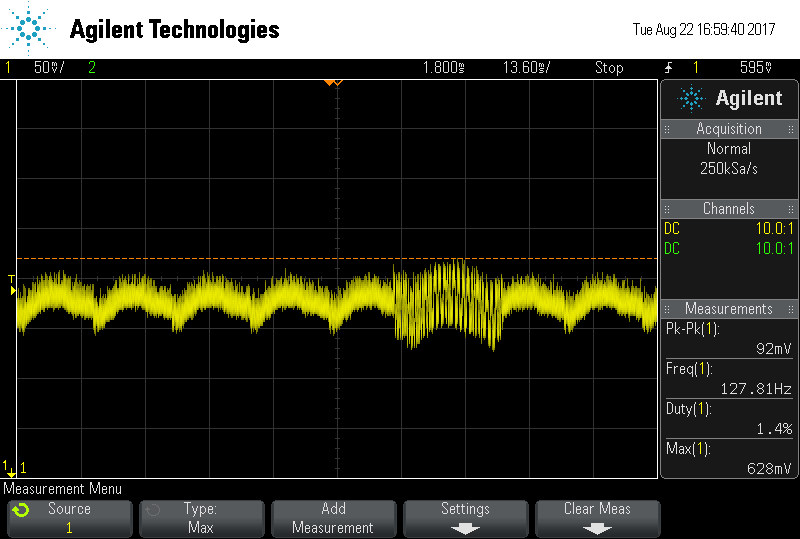 Agilent Technologies
Tue Aug 22 16:59:40 2017
1 50V/ 2 1.800s 13.60s/ Stop 1 595V
T
Agilent
Acquisition
Normal
250kSa/s
Channels
DC 10.0:1
DC 10.0:1
Measurements
Pk-Pk(1):
92mV
Freq(1):
127.81Hz
Duty(1):
1.4%
Max(1):
628mV
1 1
Measurement Menu
Source
1
Type:
Max
Add
Measurement
Settings
Clear Meas